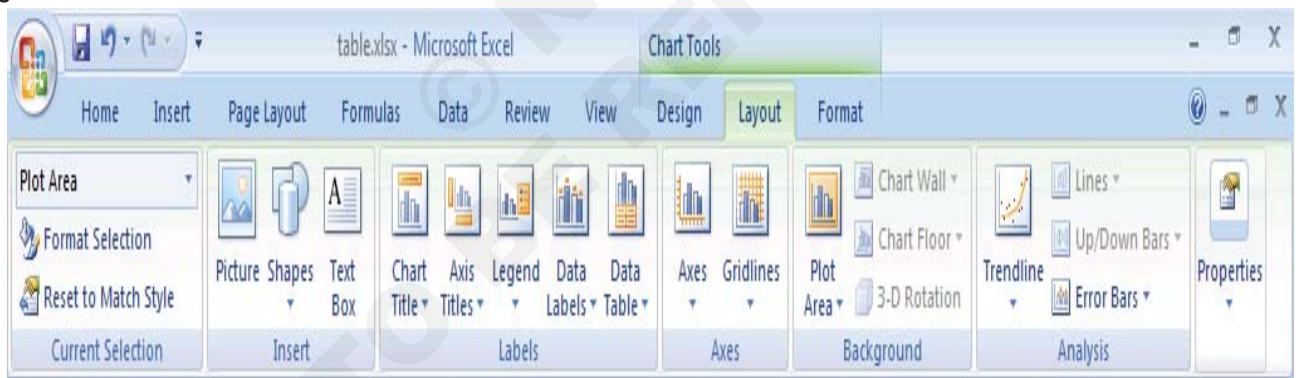 table.xlsx - Microsoft Excel
Chart Tools
Home Insert Page Layout Formulas Data Review View Design Layout Format
Plot Area
Format Selection
Reset to Match Style
Current Selection
Picture Shapes Text Box
Insert
Chart Title Axis Titles Legend Data Labels Data Table
Labels
Axes Gridlines
Axes
Plot Area
Chart Wall
Chart Floor
3-D Rotation
Background
Trendline
Lines
Up/Down Bars
Error Bars
Analysis
Properties
© 
TO BE RE